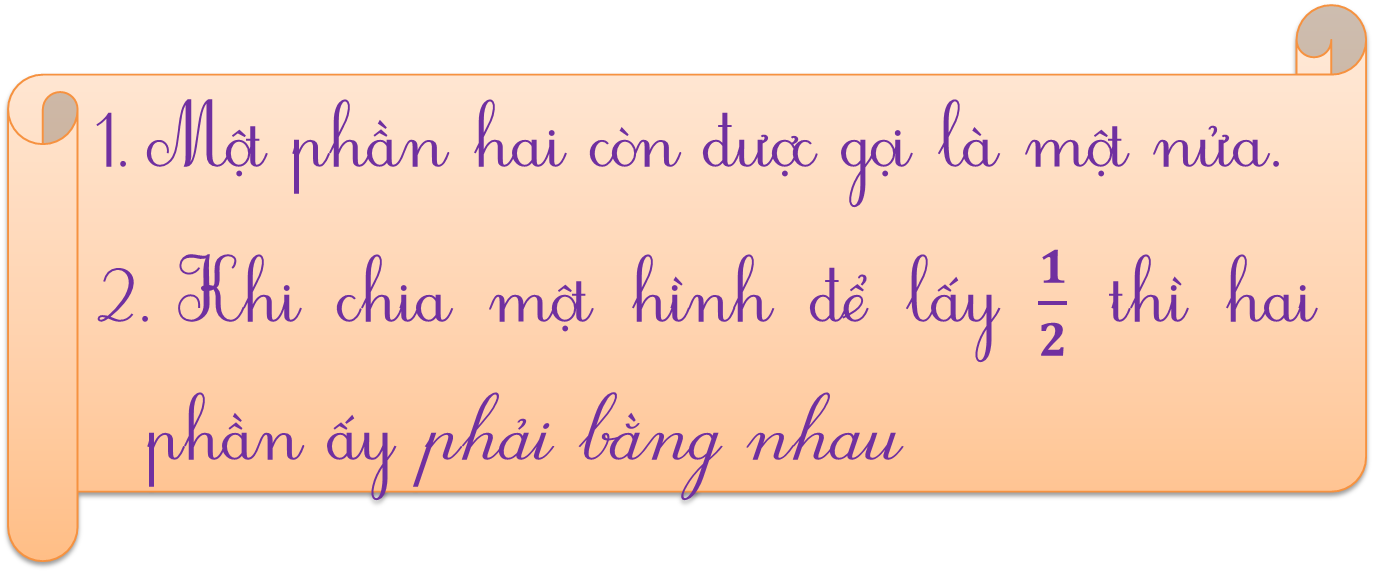 1. Một phần hai còn được gọi là một nửa.
2. Khi chia một hình để lấy 1/2 thì hai
phần ấy phải bằng nhau